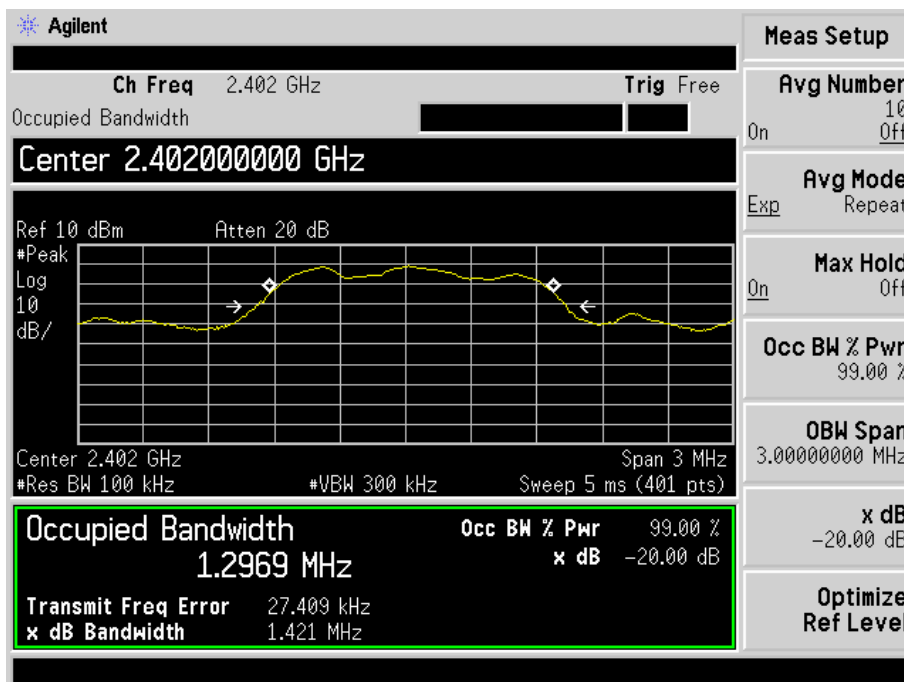 Agilent
Ch Freq 2.402 GHz Trig Free
Occupied Bandwidth
Center 2.402000000 GHz
Ref 10 dBm Atten 20 dB
#Peak
Log
10
dB/
Center 2.402 GHz Span 3 MHz
#Res BW 100 kHz #VBW 300 kHz Sweep 5 ms (401 pts)
Occupied Bandwidth
1.2969 MHz
Occ BW % Pwr 99.00 %
x dB -20.00 dB
Transmit Freq Error 27.409 kHz
x dB Bandwidth 1.421 MHz
Meas Setup
Avg Number
10
On Off
Avg Mode
Exp Repeat
Max Hold
On Off
Occ BW % Pwr
99.00 %
OBW Span
3.00000000 MHz
x dB
-20.00 dB
Optimize
Ref Level